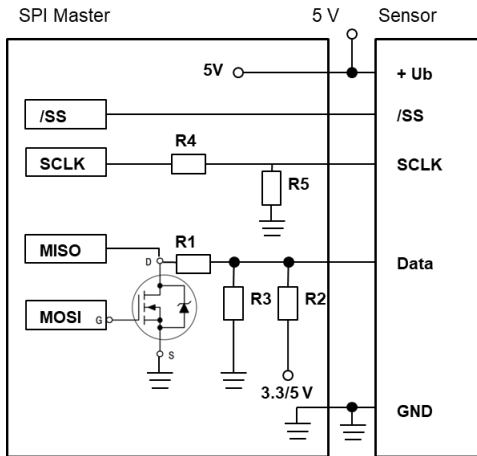 SPI Master 5 V Sensor
5V + Ub
/SS /SS
SCLK R4 SCLK
R5
MISO R1 Data
D
MOSI G R3 R2
S
3.3/5 V
GND